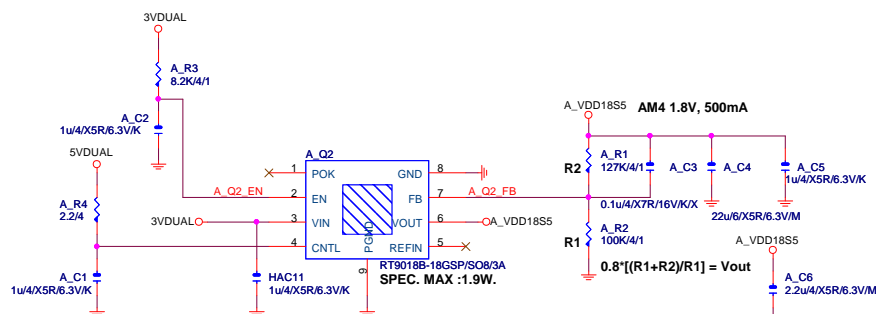 3VDUAL
A_R3
8.2K/4/1
A_C2
1u/4/X5R/6.3V/K
5VDUAL
A_R4
2.2/4
A_Q2_EN
3VDUAL
A_C1
1u/4/X5R/6.3V/K
HAC11
1u/4/X5R/6.3V/K
A_Q2
1
POK
GND
8
2
EN
FB
7
3
VIN
VOUT
6
4
CNTL
REFIN
5
PGND
9
RT9018B-18GSP/SO8/3A
SPEC. MAX :1.9W.
A_Q2_FB
A_VDD18S5
A_VDD18S5
AM4 1.8V, 500mA
R2
A_R1
127K/4/1
A_C3
0.1u/4/X7R/16V/K/X
A_C4
22u/6/X5R/6.3V/M
A_C5
1u/4/X5R/6.3V/K
R1
A_R2
100K/4/1
0.8*[(R1+R2)/R1] = Vout
A_VDD18S5
A_C6
2.2u/4/X5R/6.3V/M